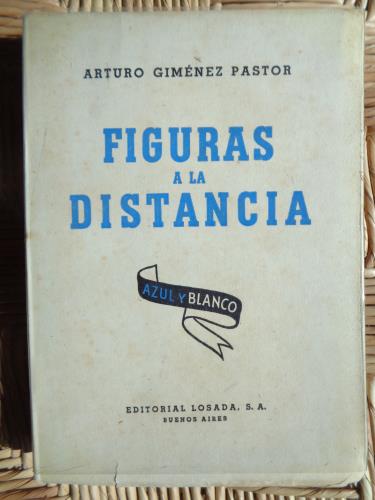 ARTURO GIMÉNEZ PASTOR
FIGURAS
A LA
DISTANCIA
AZUL Y BLANCO
EDITORIAL LOSADA, S. A.
BUENOS AIRES